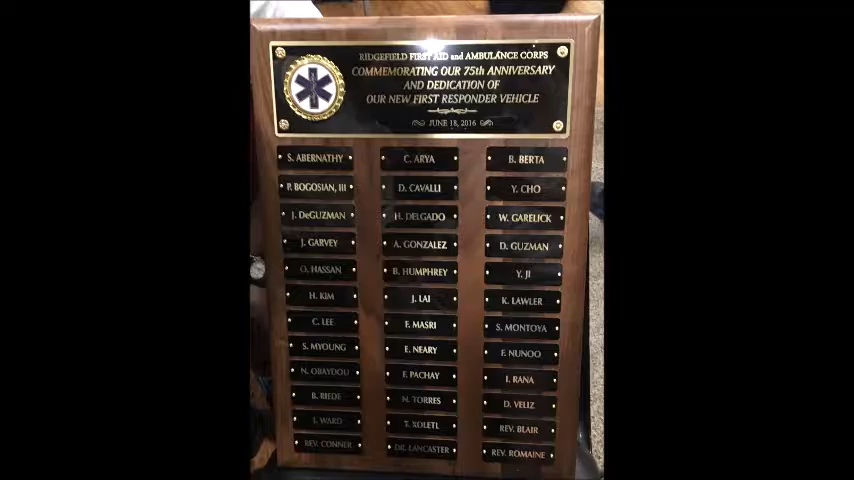 RIDGEFIELD FIRST AID and AMBULANCE CORPS
COMMEMORATING OUR 75th ANNIVERSARY
AND DEDICATION OF
OUR NEW FIRST RESPONDER VEHICLE
JUNE 18, 2016
S. ABERNATHY C. ARYA B. BERTA
P. BOGOSIAN, III D. CAVALLI Y. CHO
J. DeGUZMAN H. DELGADO W. GARELICK
J. GARVEY A. GONZALEZ D. GUZMAN
O. HASSAN B. HUMPHREY Y. JI
H. KIM J. LAI K. LAWLER
C. LEE F. MASRI S. MONTOYA
S. MYOUNG E. NEARY F. NUNOO
N. OBAYDOU F. PACHAY I. RANA
B. RIEDE N. TORRES D. VELIZ
WARD T. XOLETL REV. BLAIR
REV. CONNER DR. LANCASTER REV. ROMAINE